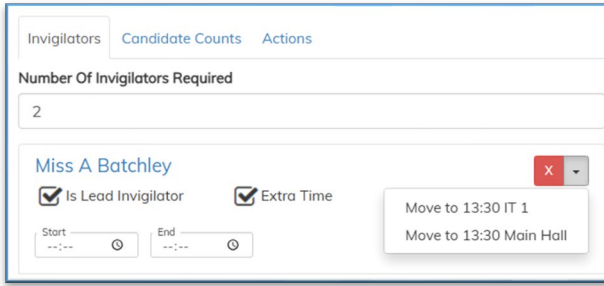 Invigilators Candidate Counts Actions
Number Of Invigilators Required
2
Miss A Batchley
X
Is Lead Invigilator Extra Time
Move to 13:30 IT 1
Move to 13:30 Main Hall
Start End
--:-- --:--